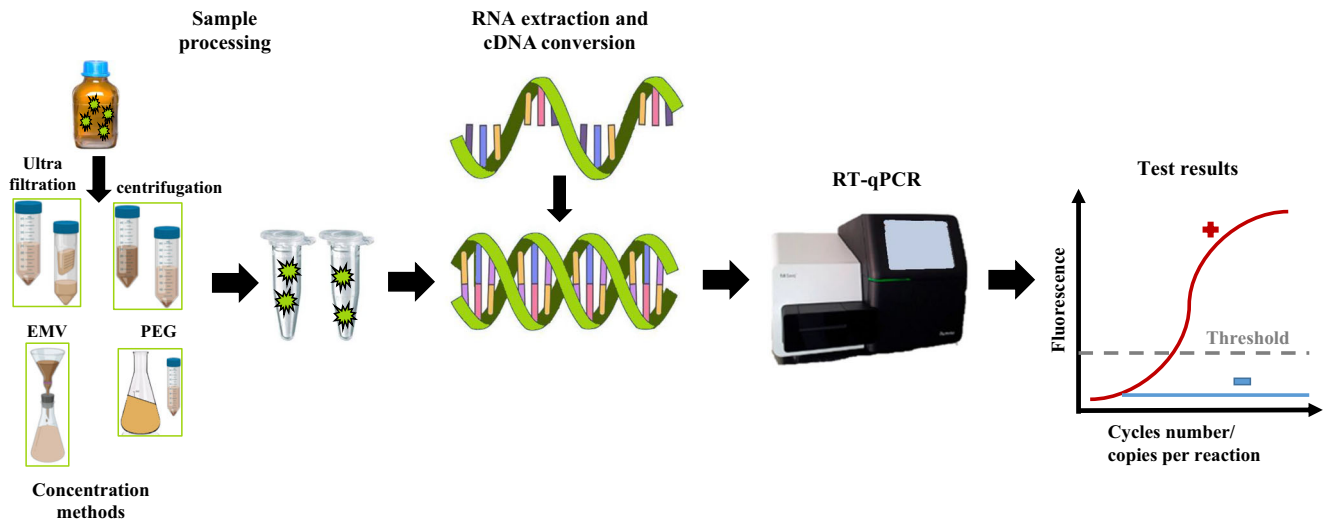 Sample
processing
RNA extraction and
cDNA conversion
Ultra
filtration
centrifugation
EMV
PEG
Concentration
methods
RT-qPCR
Test results
Fluorescence
Threshold
Cycles number/
copies per reaction